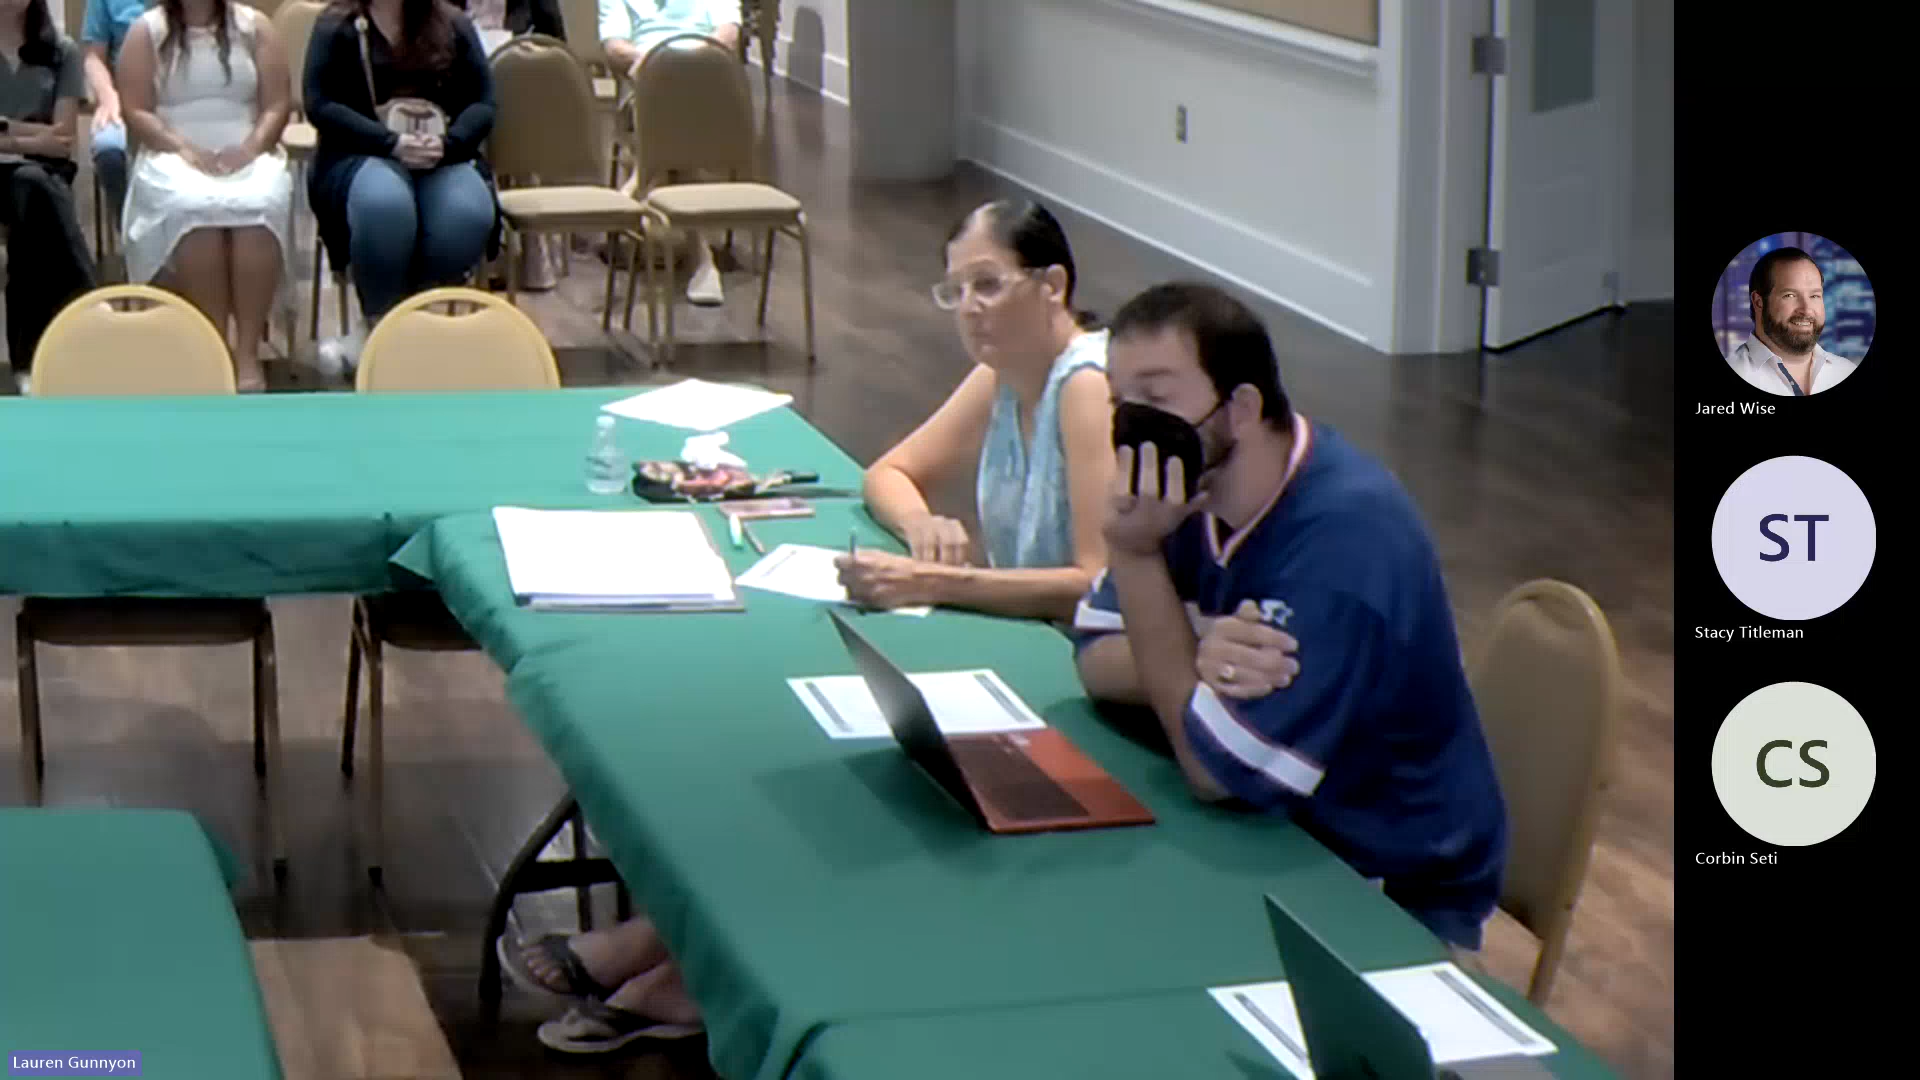 Jared Wise
ST
Stacy Titleman
CS
Corbin Seti
Lauren Gunnyon